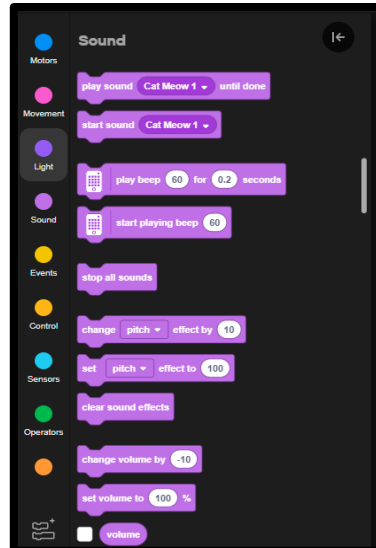 Sound
Motors
Movement
Light
Sound
Events
Control
Sensors
Operators
play sound Cat Meow 1 until done
start sound Cat Meow 1
play beep 60 for 0.2 seconds
start playing beep 60
stop all sounds
change pitch effect by 10
set pitch effect to 100
clear sound effects
change volume by -10
set volume to 100 %
volume